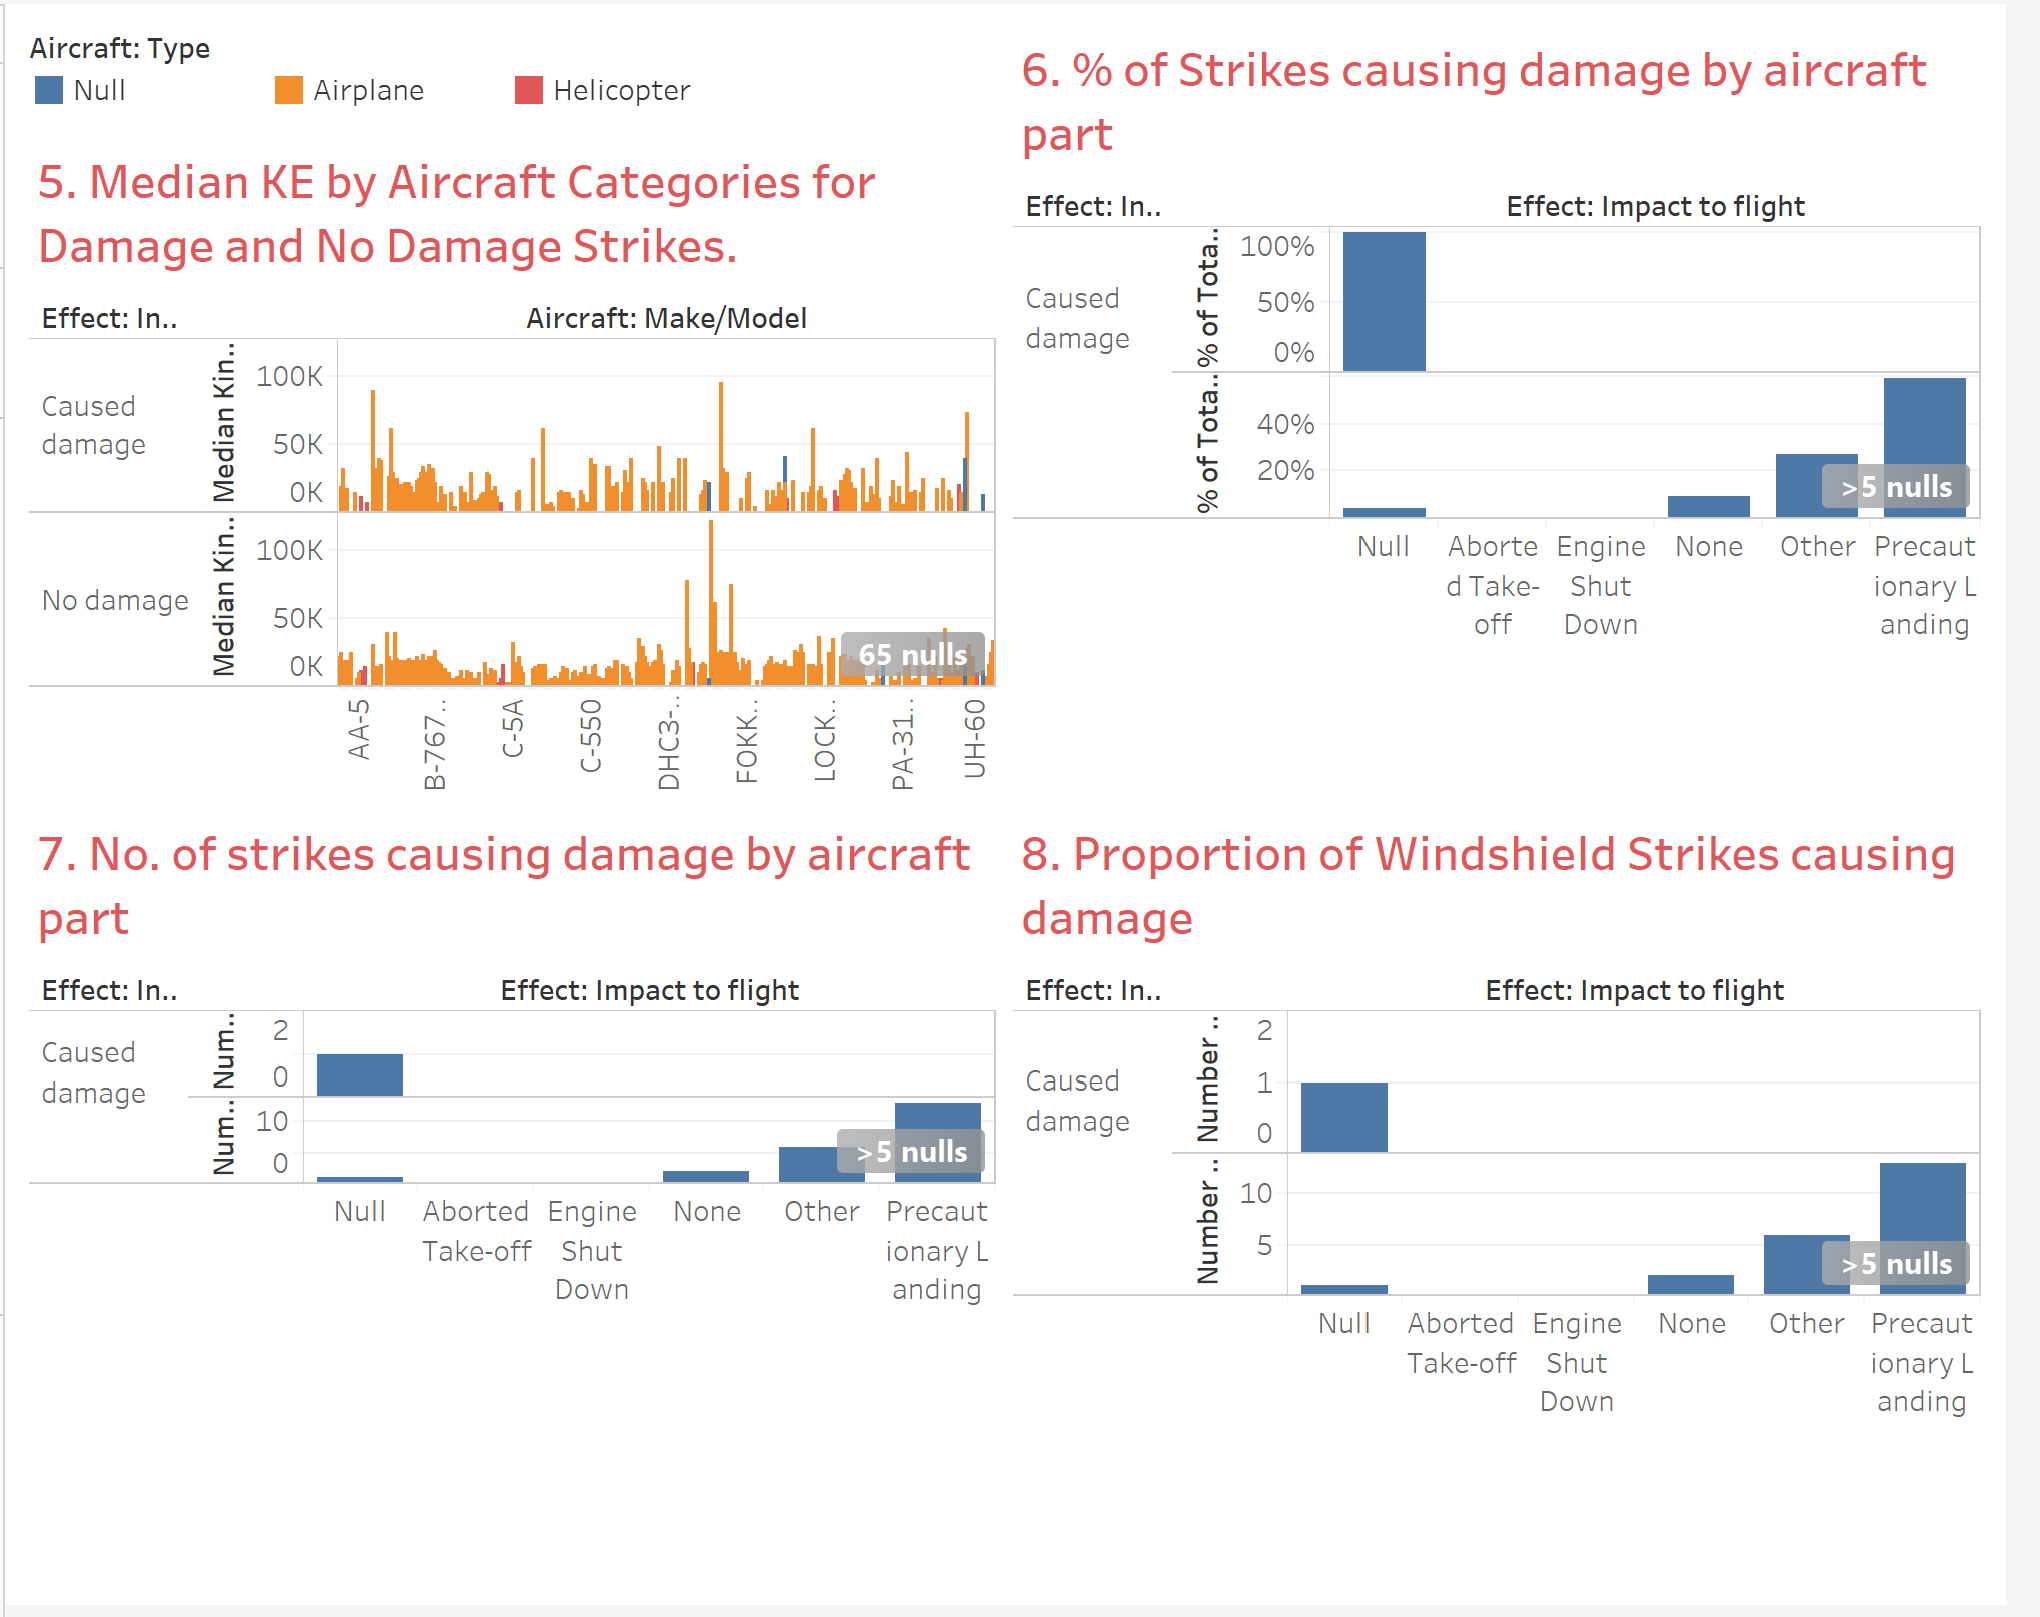 Aircraft: Type
Null
Airplane
Helicopter
5. Median KE by Aircraft Categories for
Damage and No Damage Strikes.
Effect: In..
Aircraft: Make/Model
Caused
damage
Median Kin..
100K
50K
0K
No damage
Median Kin..
100K
50K
0K
65 nulls
AA-5
B-767..
C-5A
C-550
DHC3-..
FOKK..
LOCK..
PA-31..
UH-60
6. % of Strikes causing damage by aircraft
part
Effect: In..
Effect: Impact to flight
Caused
damage
% of Tota..
100%
50%
0%
% of Tota..
40%
20%
>5 nulls
Null
Aborte
d Take-
off
Engine
Shut
Down
None
Other
Precaut
ionary L
anding
7. No. of strikes causing damage by aircraft
part
Effect: In..
Effect: Impact to flight
Caused
damage
Num..
2
0
Num..
10
0
>5 nulls
Null
Aborted
Take-off
Engine
Shut
Down
None
Other
Precaut
ionary L
anding
8. Proportion of Windshield Strikes causing
damage
Effect: In..
Effect: Impact to flight
Caused
damage
Number ..
2
1
0
Number ..
10
5
>5 nulls
Null
Aborted
Take-off
Engine
Shut
Down
None
Other
Precaut
ionary L
anding